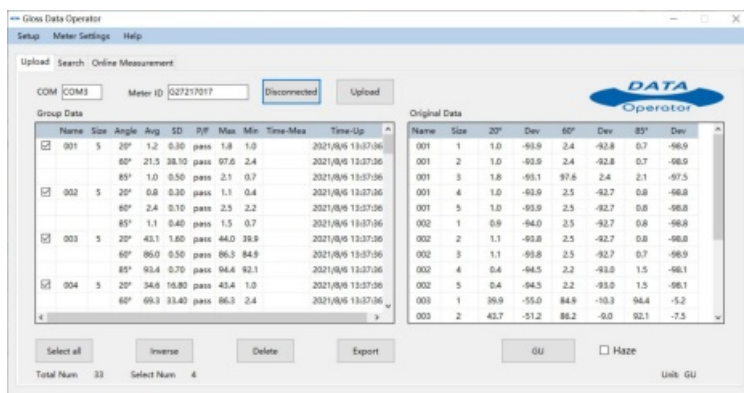 Gloss Data Operator
Setup Meter Settings Help
Upload Search Online Measurement
COM COM3 Meter ID G27217017 Disconnected Upload
DATA
Operator
Group Data
Name Size Angle Avg SD P/F Max Min Time-Mea Time-Up
001 5 20° 1.2 0.30 pass 1.8 1.0 2021/8/6 13:37:36
60° 21.5 38.10 pass 97.6 2.4 2021/8/6 13:37:36
85° 1.0 0.50 pass 2.1 0.7 2021/8/6 13:37:36
002 5 20° 0.8 0.30 pass 1.1 0.4 2021/8/6 13:37:36
60° 2.4 0.10 pass 2.5 2.2 2021/8/6 13:37:36
85° 1.1 0.40 pass 1.5 0.7 2021/8/6 13:37:36
003 5 20° 43.1 1.60 pass 44.0 39.9 2021/8/6 13:37:36
60° 86.0 0.50 pass 86.3 84.9 2021/8/6 13:37:36
85° 93.4 0.70 pass 94.4 92.1 2021/8/6 13:37:36
004 5 20° 34.6 16.80 pass 43.4 1.0 2021/8/6 13:37:36
60° 69.3 33.40 pass 86.3 2.4 2021/8/6 13:37:36
Original Data
Name Size 20° Dev 60° Dev 85° Dev
001 1 1.0 -93.9 2.4 -92.8 0.7 -98.9
001 2 1.0 -93.9 2.4 -92.8 0.7 -98.9
001 3 1.8 -93.1 97.6 2.4 2.1 -97.5
001 4 1.0 -93.9 2.5 -92.7 0.8 -98.8
001 5 1.0 -93.9 2.5 -92.7 0.8 -98.8
002 1 0.9 -94.0 2.5 -92.7 0.8 -98.8
002 2 1.1 -93.8 2.5 -92.7 0.8 -98.8
002 3 1.1 -93.8 2.5 -92.7 0.7 -98.9
002 4 0.4 -94.5 2.2 -93.0 1.5 -98.1
002 5 0.4 -94.5 2.2 -93.0 1.5 -98.1
003 1 39.9 -55.0 84.9 -10.3 94.4 -5.2
003 2 43.7 -51.2 86.2 -9.0 92.1 -7.5
Select all Inverse Delete Export GU Haze
Total Num 33 Select Num 4 Unit: GU